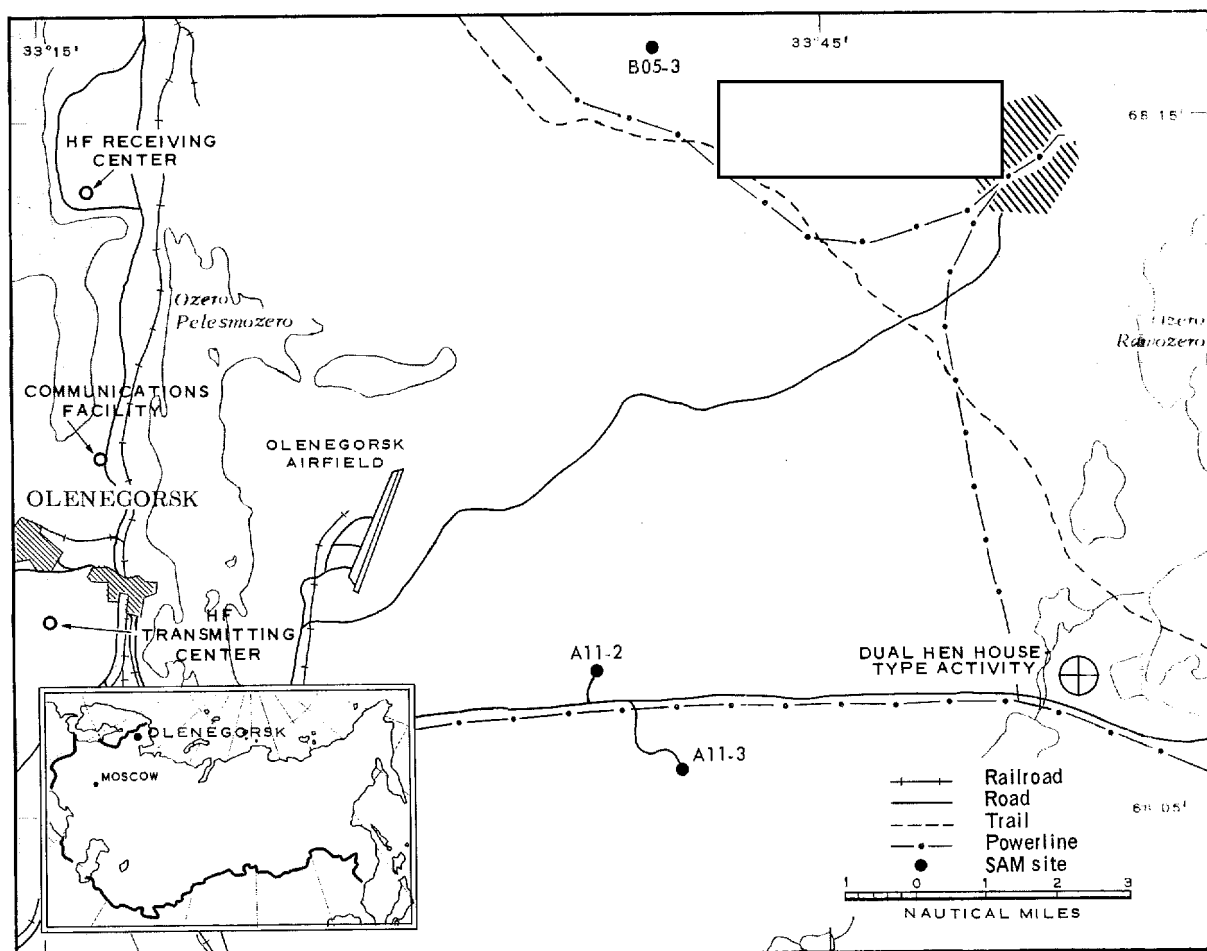 33°15'
33°45'
B05-3
68 15'
HF RECEIVING
CENTER
Ozero
Pelesmozero
Ozero
COMMUNICATIONS
FACILITY
OLENEGORSK
AIRFIELD
OLENEGORSK
HF
TRANSMITTING
CENTER
A11-2
DUAL HEN HOUSE
TYPE ACTIVITY
OLENEGORSK
MOSCOW
A11-3
Railroad
Road
Trail
Powerline
SAM site
68 05'
1 0 1 2 3
NAUTICAL MILES